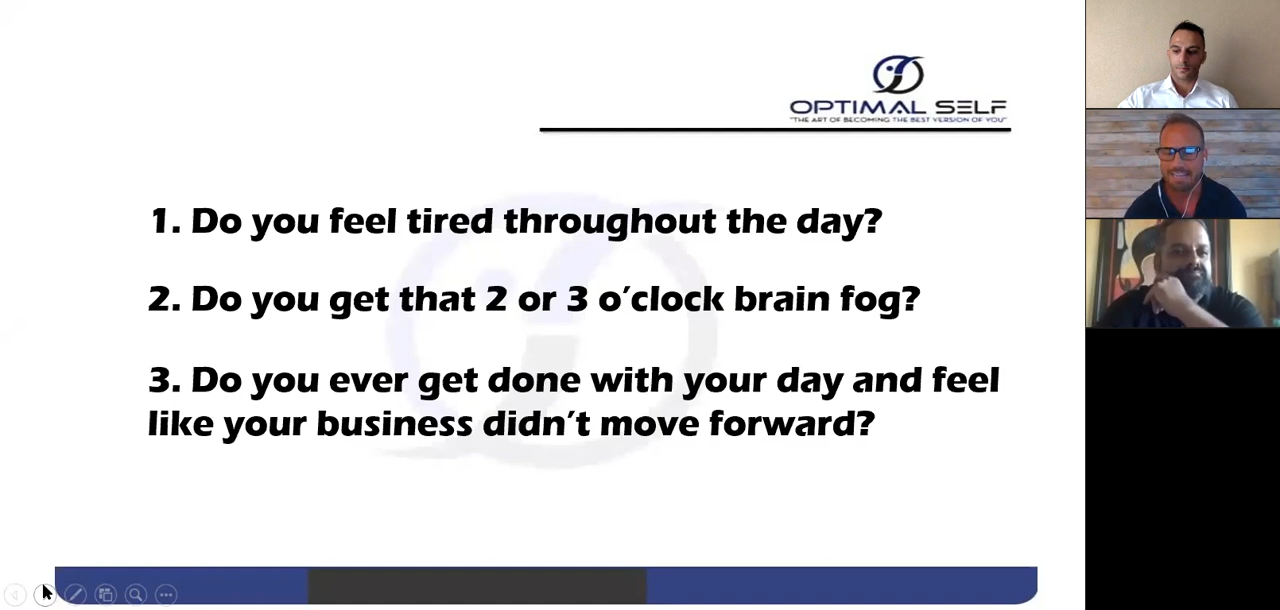 OPTIMAL SELF
"THE ART OF BECOMING THE BEST VERSION OF YOU"
1. Do you feel tired throughout the day?
2. Do you get that 2 or 3 o’clock brain fog?
3. Do you ever get done with your day and feel
like your business didn’t move forward?